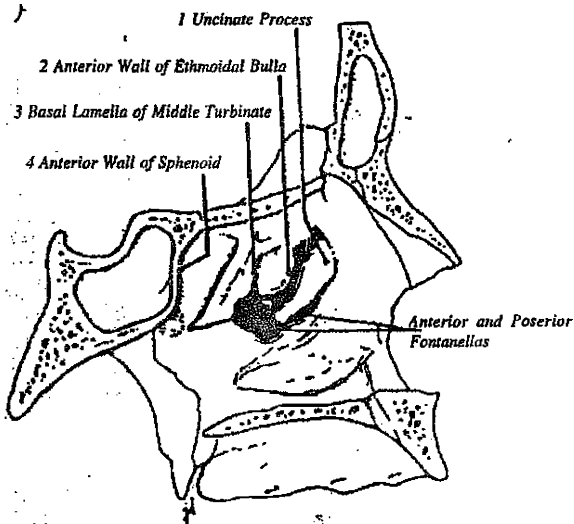 1 Uncinate Process
2 Anterior Wall of Ethmoidal Bulla
3 Basal Lamella of Middle Turbinate
4 Anterior Wall of Sphenoid
Anterior and Poserior
Fontanellas